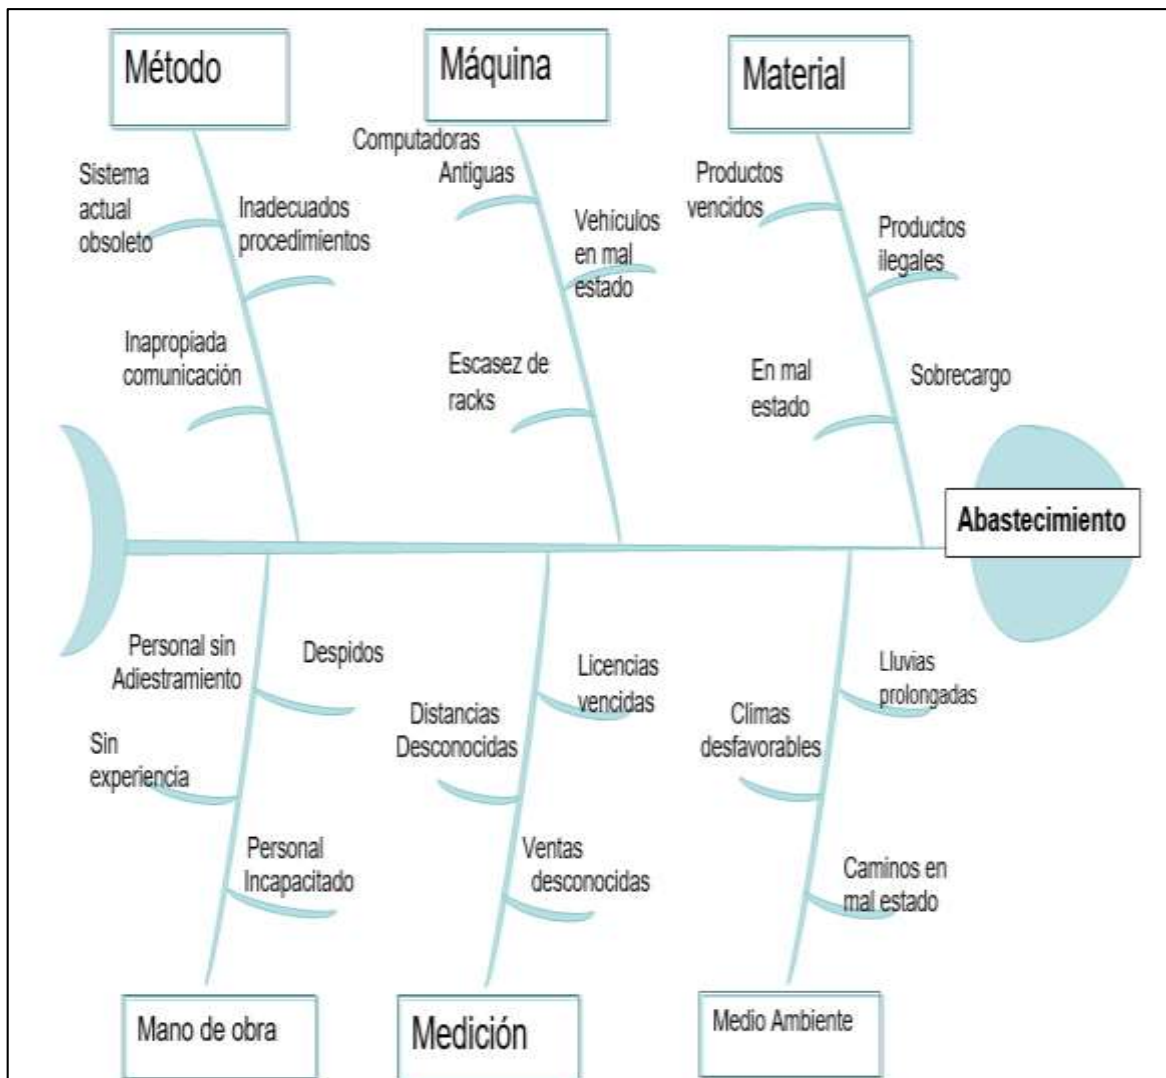 Método
Máquina
Material
Computadoras
Antiguas
Sistema
actual
obsoleto
Inadecuados
procedimientos
Vehículos
en mal
estado
Productos
vencidos
Productos
ilegales
Inapropiada
comunicación
Escasez de
racks
En mal
estado
Sobrecargo
Abastecimiento
Personal sin
Adiestramiento
Despidos
Sin
experiencia
Personal
Incapacitado
Distancias
Desconocidas
Licencias
vencidas
Ventas
desconocidas
Climas
desfavorables
Lluvias
prolongadas
Caminos en
mal estado
Mano de obra
Medición
Medio Ambiente